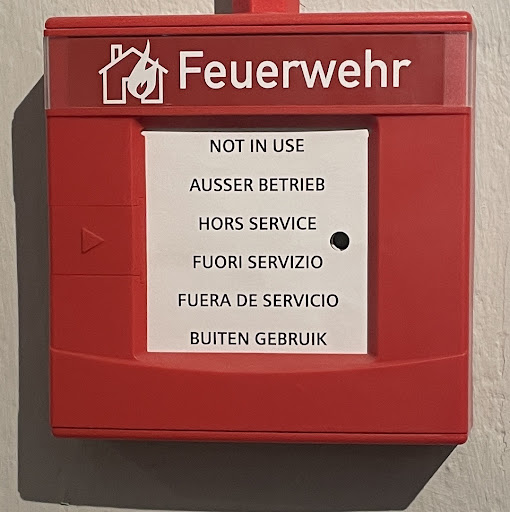 Feuerwehr
NOT IN USE
AUSSER BETRIEB
HORS SERVICE
FUORI SERVIZIO
FUERA DE SERVICIO
BUITEN GEBRUIK